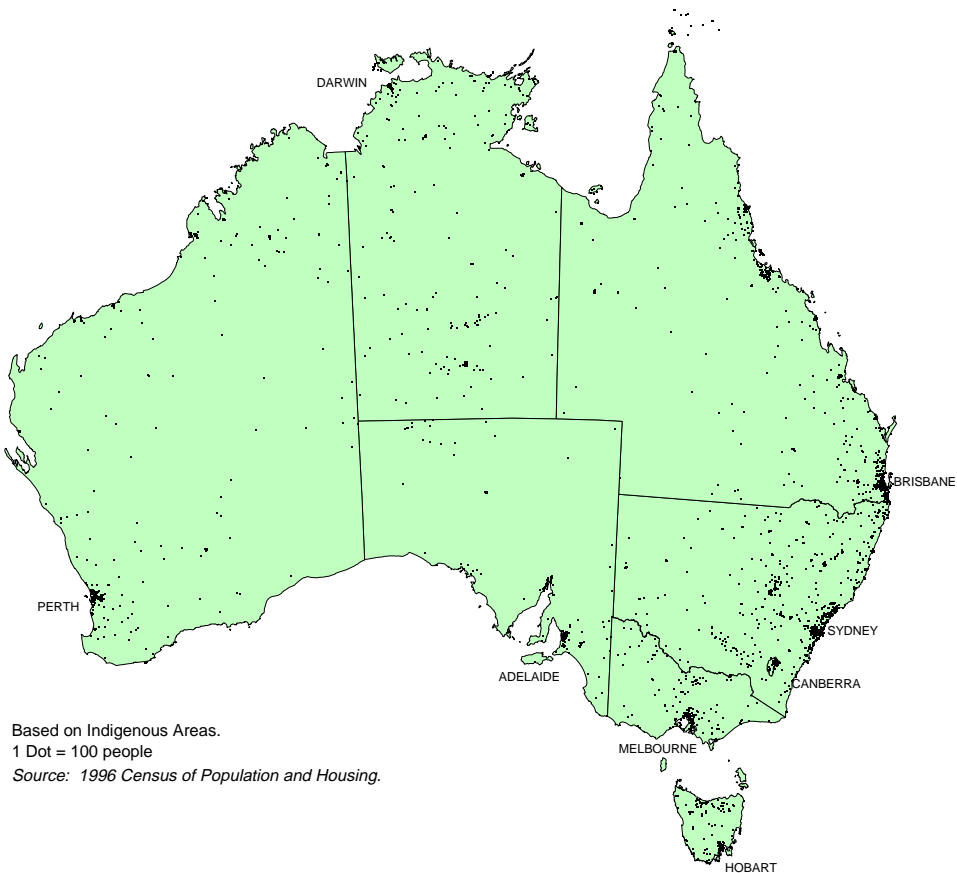 DARWIN
BRISBANE
PERTH
SYDNEY
ADELAIDE
CANBERRA
Based on Indigenous Areas.
1 Dot = 100 people
MELBOURNE
Source: 1996 Census of Population and Housing.
HOBART